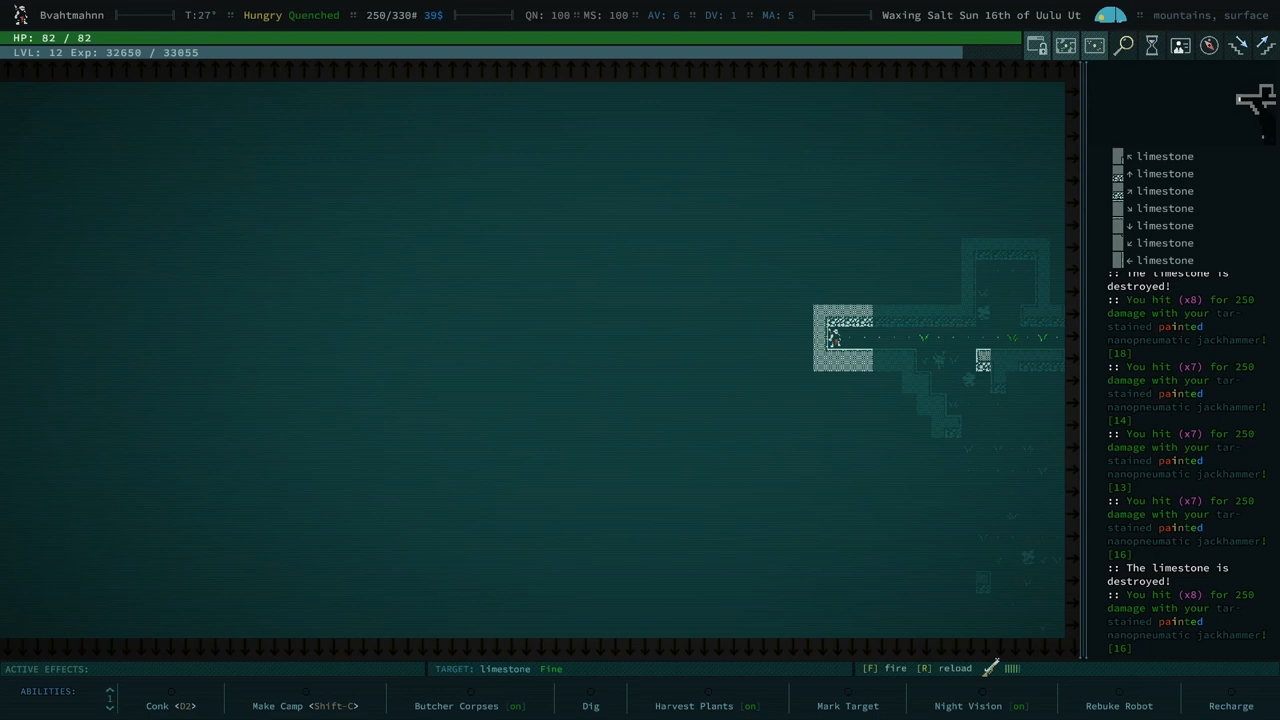 Bvahtmahnn T:27° :: Hungry Quenched :: 250/330# 39$ QN: 100 :: MS: 100 :: AV: 6 :: DV: 1 :: MA: 5 Waxing Salt Sun 16th of Uulu Ut mountains, surface
HP: 82 / 82
LVL: 12 Exp: 32650 / 33055
limestone
limestone
limestone
limestone
limestone
limestone
limestone
:: The limestone is
destroyed!
:: You hit (x8) for 250
damage with your tar-
stained painted
nanopneumatic jackhammer!
[18]
:: You hit (x7) for 250
damage with your tar-
stained painted
nanopneumatic jackhammer!
[14]
:: You hit (x7) for 250
damage with your tar-
stained painted
nanopneumatic jackhammer!
[13]
:: You hit (x7) for 250
damage with your tar-
stained painted
nanopneumatic jackhammer!
[16]
:: The limestone is
destroyed!
:: You hit (x8) for 250
damage with your tar-
stained painted
nanopneumatic jackhammer!
[16]
ACTIVE EFFECTS: TARGET: limestone Fine [F] fire [R] reload
ABILITIES: 1 Conk <D2> Make Camp <Shift-C> Butcher Corpses [on] Dig Harvest Plants [on] Mark Target Night Vision [on] Rebuke Robot Recharge